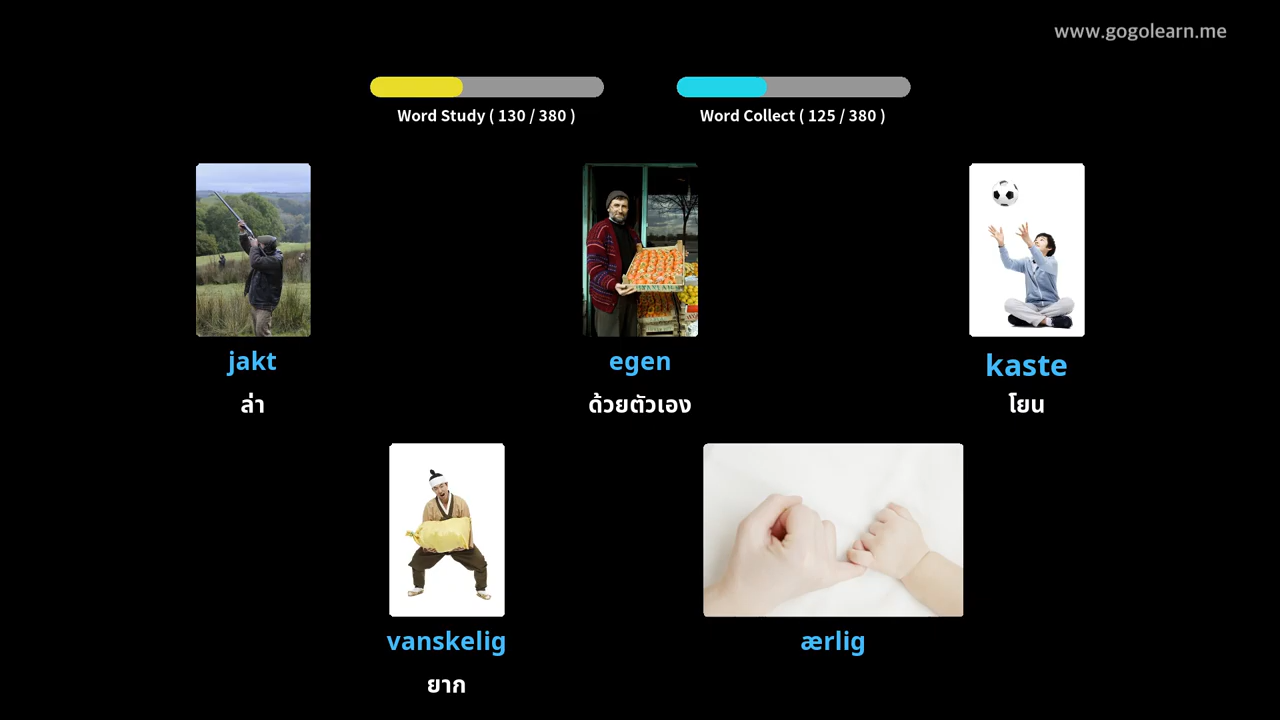 www.gogolearn.me
Word Study ( 130 / 380 )
Word Collect ( 125 / 380 )
jakt
ล่า
egen
ด้วยตัวเอง
kaste
โยน
vanskelig
ยาก
ærlig